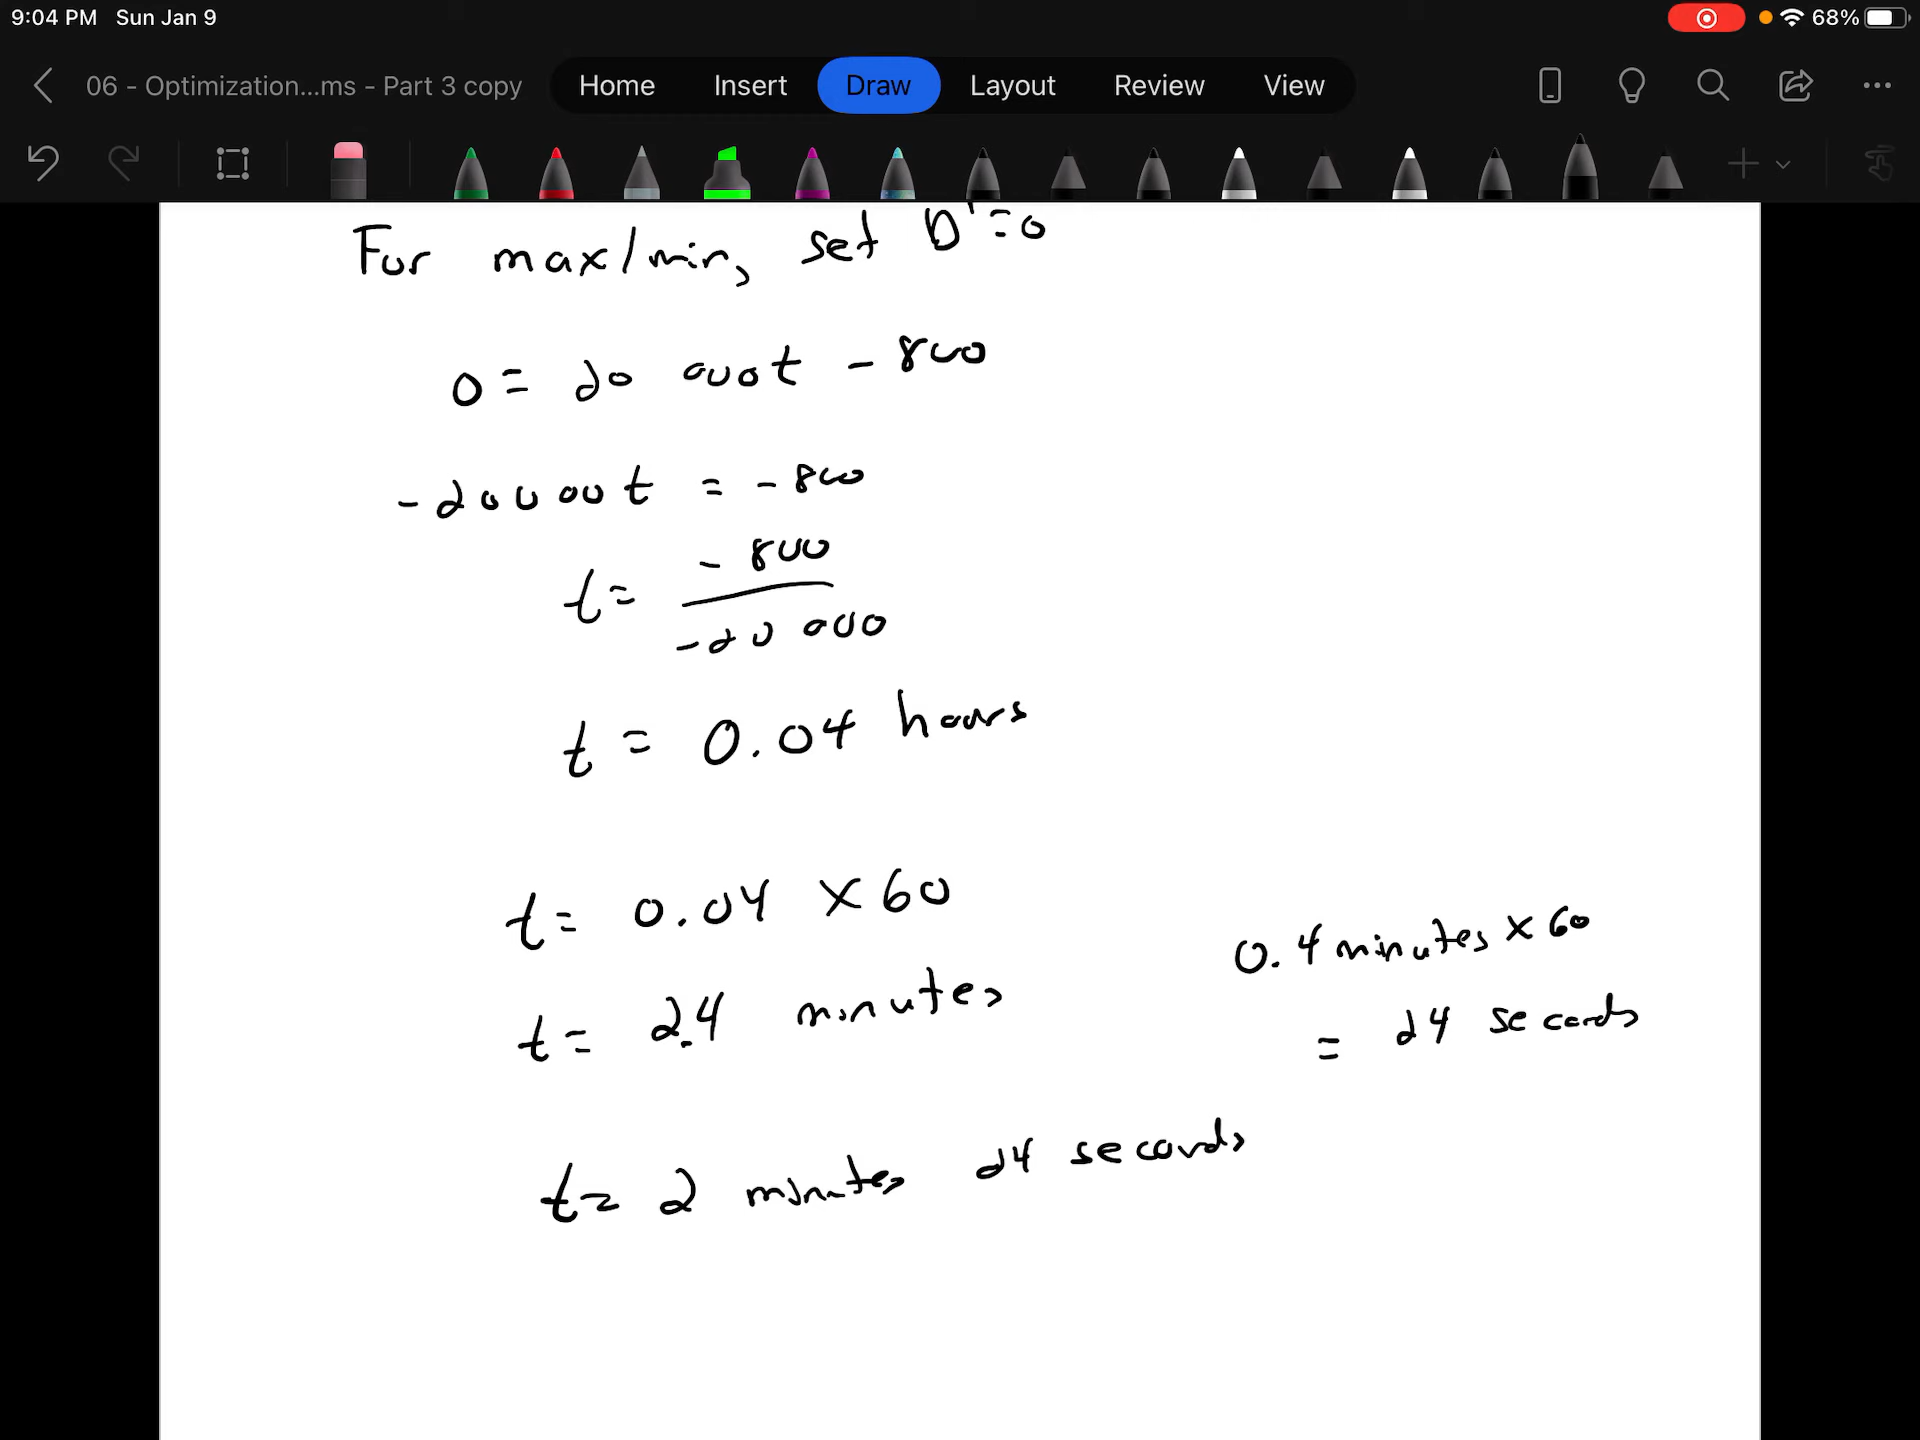 9:04 PM Sun Jan 9 68%
06 - Optimization...ms - Part 3 copy Home Insert Draw Layout Review View
For max/min, set D'=0
0 = 20 000t - 800
-20000t = -800
t = -800 / -20 000
t = 0.04 hours
t = 0.04 × 60
0.4 minutes × 60
t = 2.4 minutes
= 24 seconds
t = 2 minutes 24 seconds